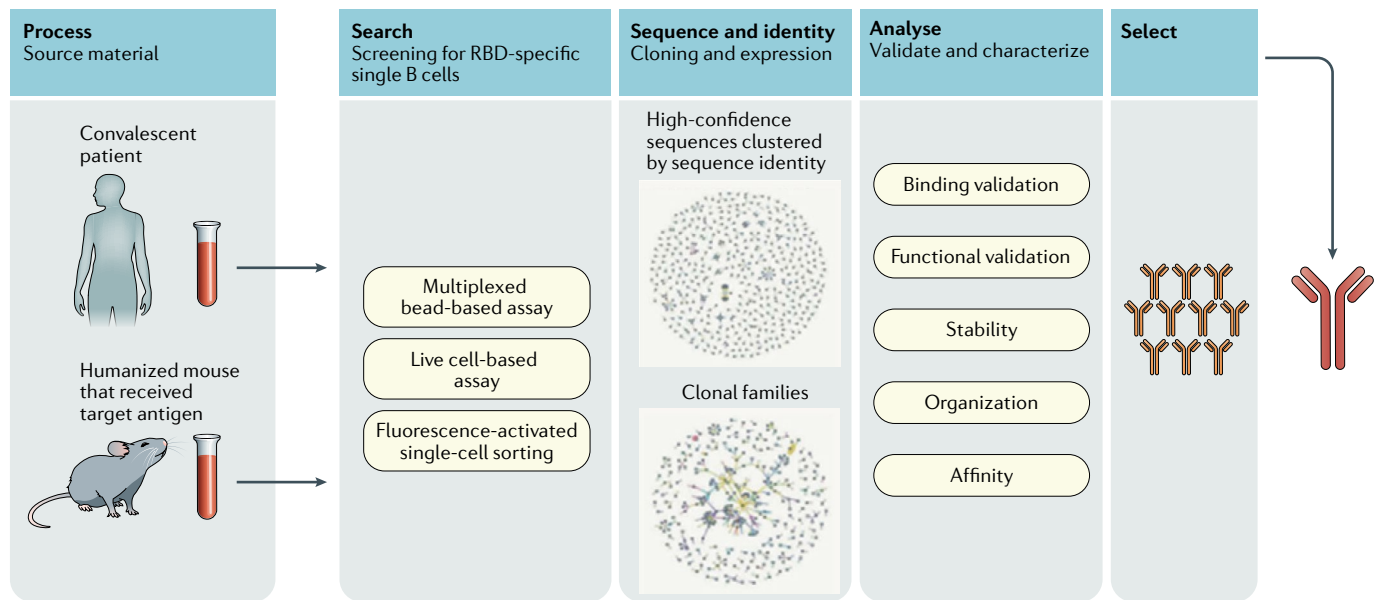 Process
Source material
Convalescent
patient
Humanized mouse
that received
target antigen
Search
Screening for RBD-specific
single B cells
Multiplexed
bead-based assay
Live cell-based
assay
Fluorescence-activated
single-cell sorting
Sequence and identity
Cloning and expression
High-confidence
sequences clustered
by sequence identity
Clonal families
Analyse
Validate and characterize
Binding validation
Functional validation
Stability
Organization
Affinity
Select